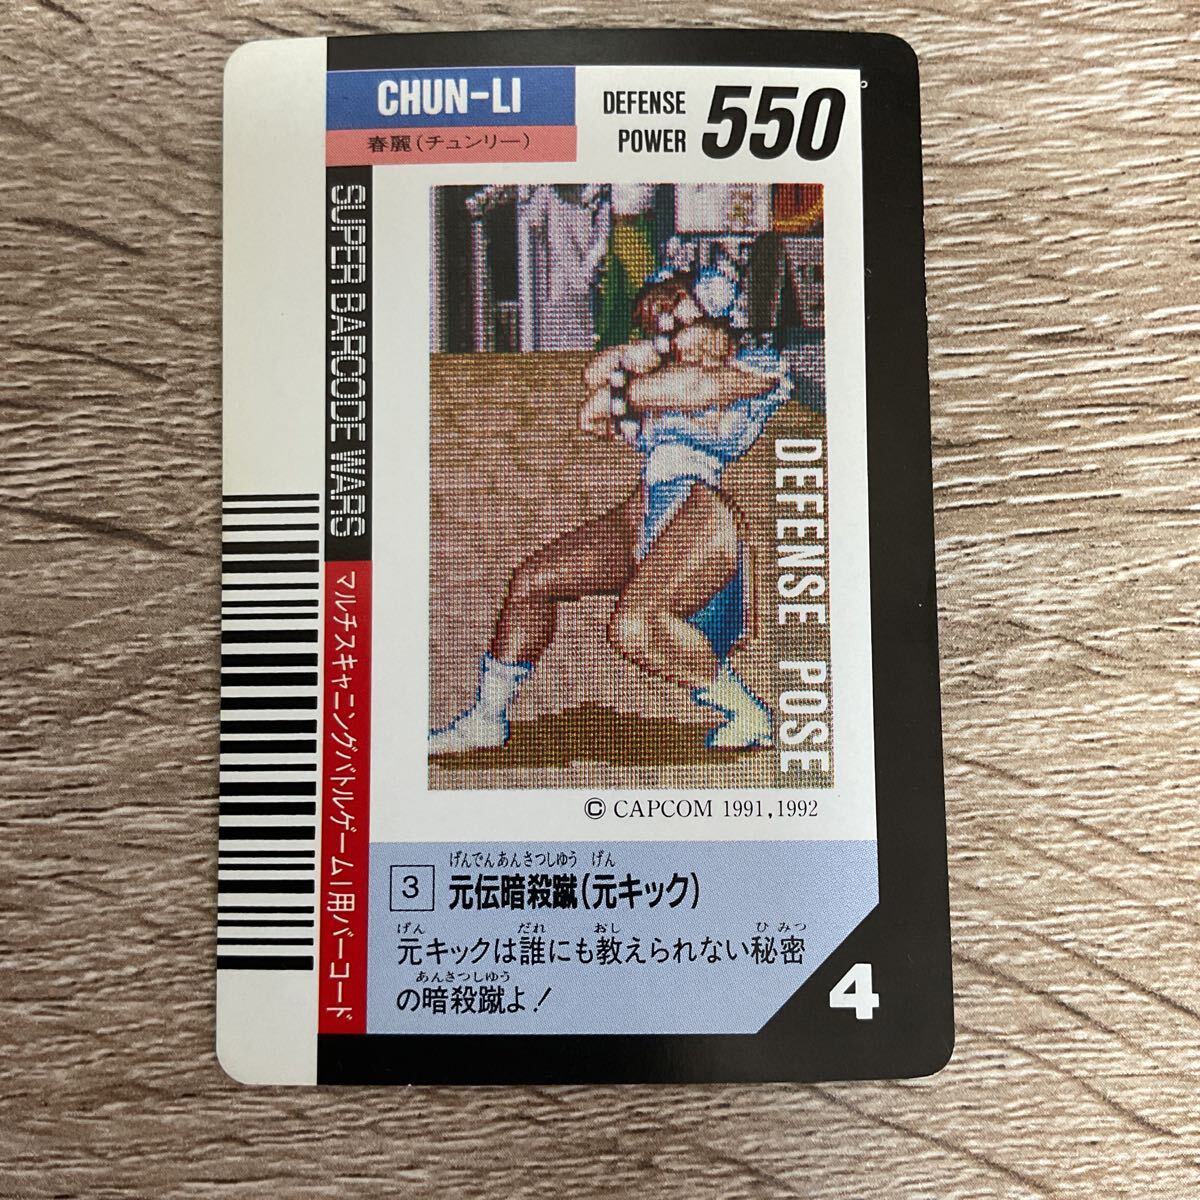 CHUN-LI
春麗(チュンリー)
DEFENSE
POWER
550
SUPER BARCODE WARS
マルチスキャニングバトルゲーム用バーコード
DEFENSE POSE
© CAPCOM 1991, 1992
げんでんあんさつしゆう げん
3 元伝暗殺蹴(元キック)
げん だれ おし ひみつ
元キックは誰にも教えられない秘密
あんさつしゆう
の暗殺蹴よ!
4